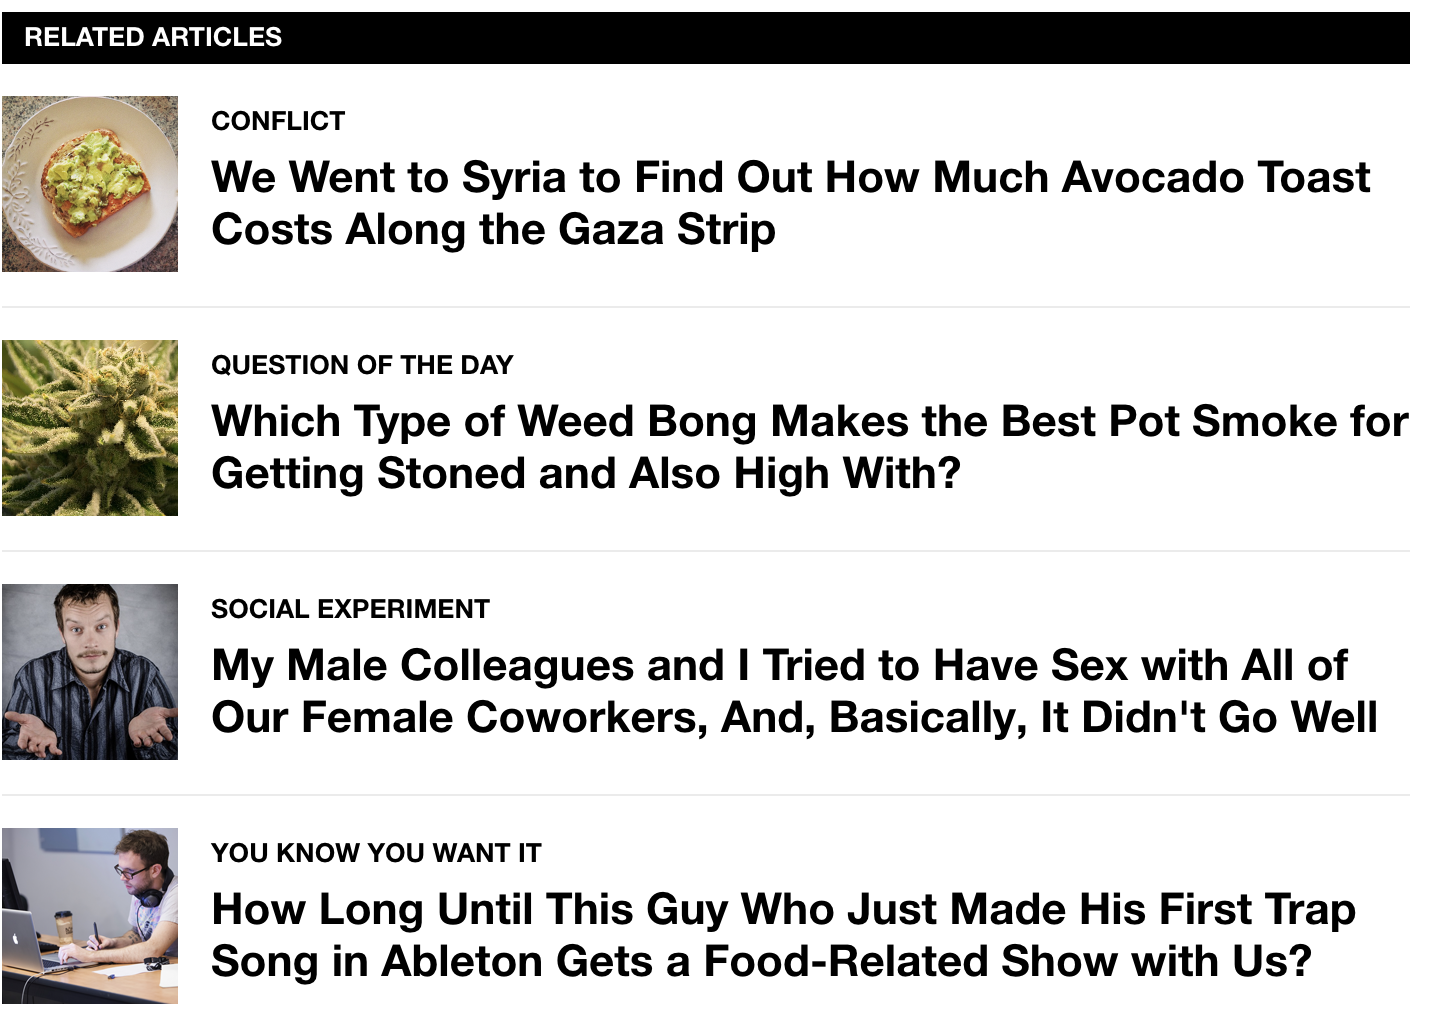 RELATED ARTICLES
CONFLICT
We Went to Syria to Find Out How Much Avocado Toast
Costs Along the Gaza Strip
QUESTION OF THE DAY
Which Type of Weed Bong Makes the Best Pot Smoke for
Getting Stoned and Also High With?
SOCIAL EXPERIMENT
My Male Colleagues and I Tried to Have Sex with All of
Our Female Coworkers, And, Basically, It Didn't Go Well
YOU KNOW YOU WANT IT
How Long Until This Guy Who Just Made His First Trap
Song in Ableton Gets a Food-Related Show with Us?